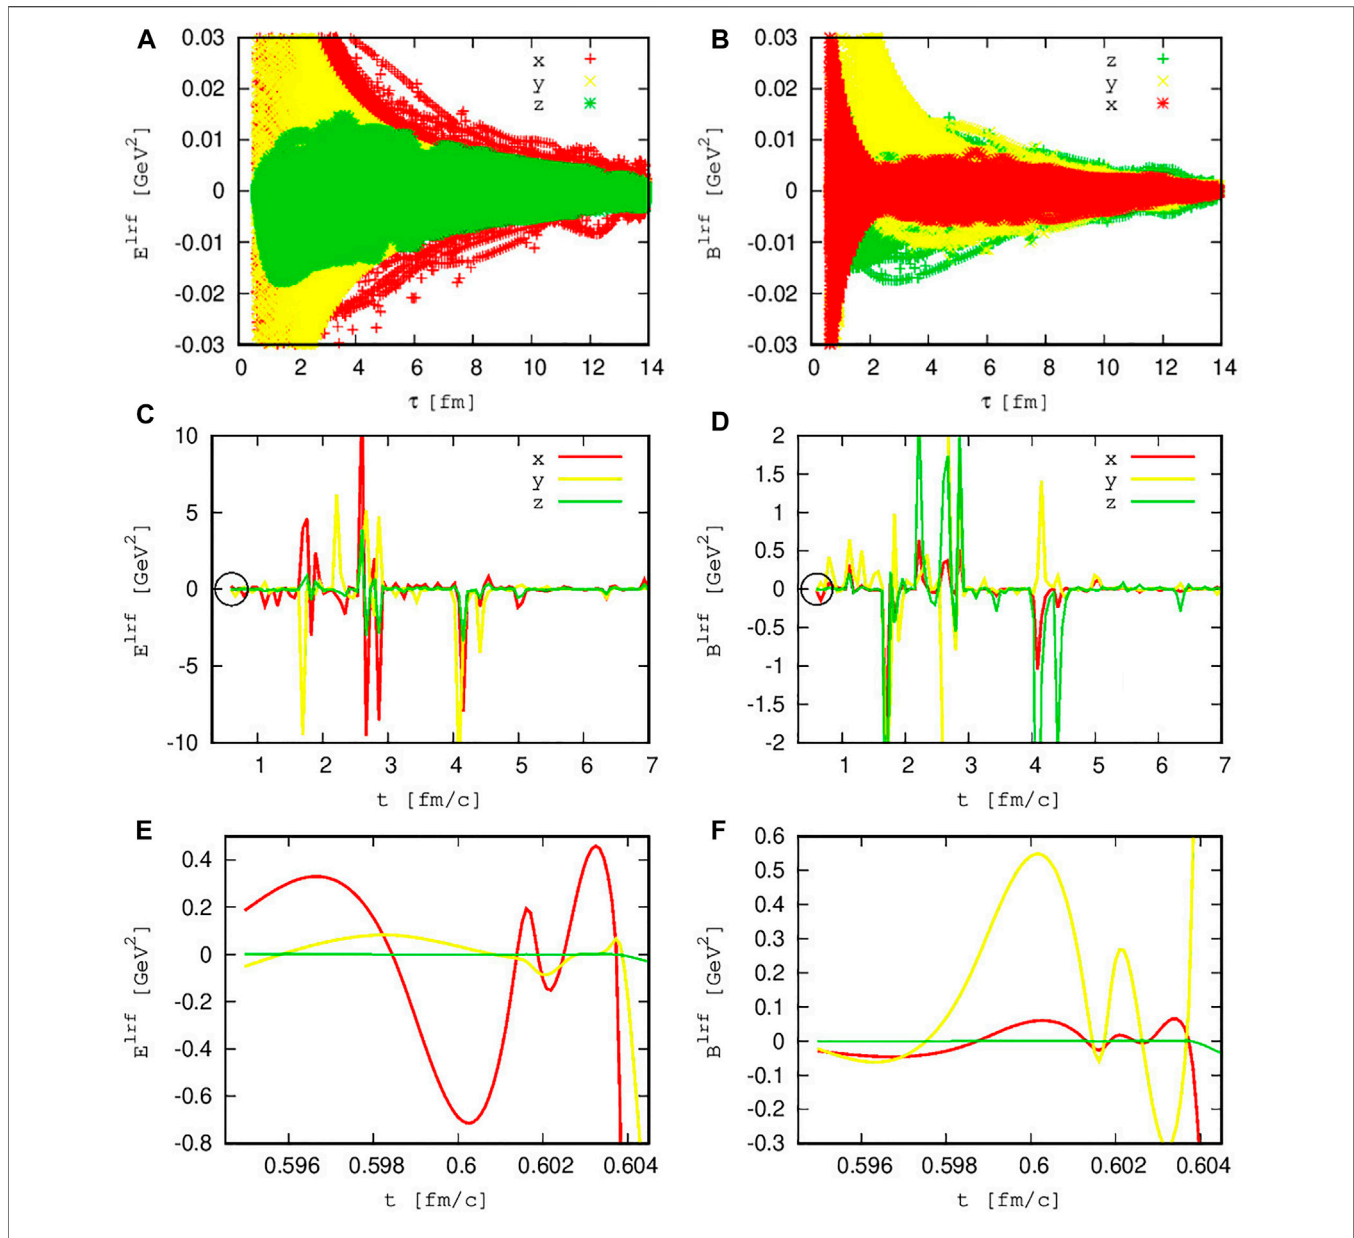 A
B
0.03
0.02
0.01
0
-0.01
-0.02
-0.03
E^lrf [GeV^2]
x
y
z
0 2 4 6 8 10 12 14
τ [fm]
0.03
0.02
0.01
0
-0.01
-0.02
-0.03
B^lrf [GeV^2]
z
y
x
0 2 4 6 8 10 12 14
τ [fm]
C
D
10
5
0
-5
-10
E^lrf [GeV^2]
x
y
z
1 2 3 4 5 6 7
t [fm/c]
2
1.5
1
0.5
0
-0.5
-1
-1.5
-2
B^lrf [GeV^2]
x
y
z
1 2 3 4 5 6 7
t [fm/c]
E
F
0.4
0.2
0
-0.2
-0.4
-0.6
-0.8
E^lrf [GeV^2]
0.596 0.598 0.6 0.602 0.604
t [fm/c]
0.6
0.5
0.4
0.3
0.2
0.1
0
-0.1
-0.2
-0.3
B^lrf [GeV^2]
0.596 0.598 0.6 0.602 0.604
t [fm/c]